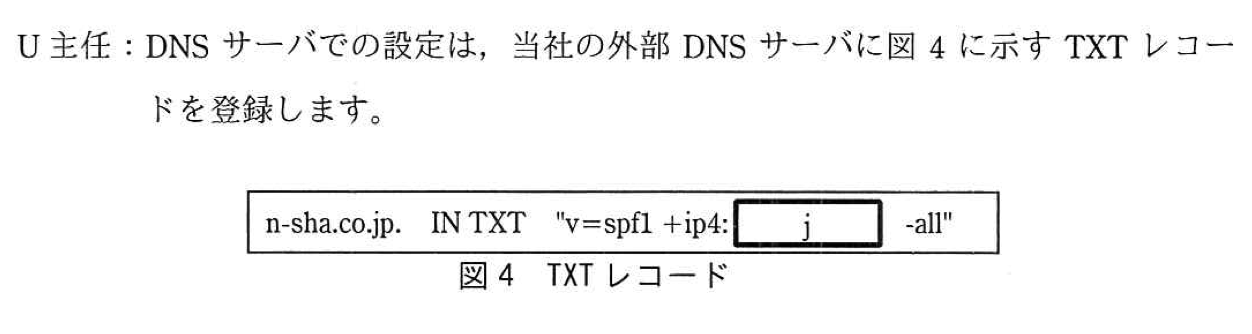 U主任：DNS サーバでの設定は，当社の外部 DNS サーバに図 4 に示す TXT レコー
ドを登録します。
n-sha.co.jp. IN TXT "v=spf1 +ip4: j -all"
図 4 TXT レコード